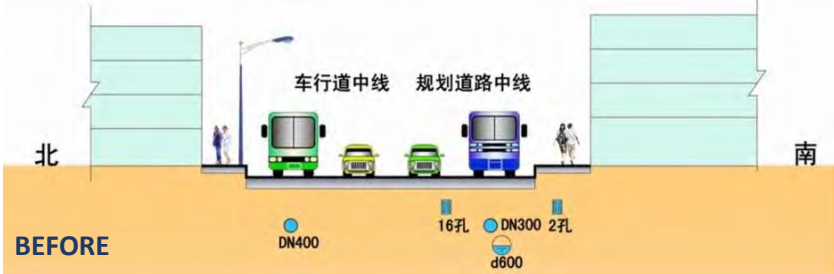 车行道中线 规划道路中线
北 南
16孔 DN300 2孔
DN400
d600
BEFORE